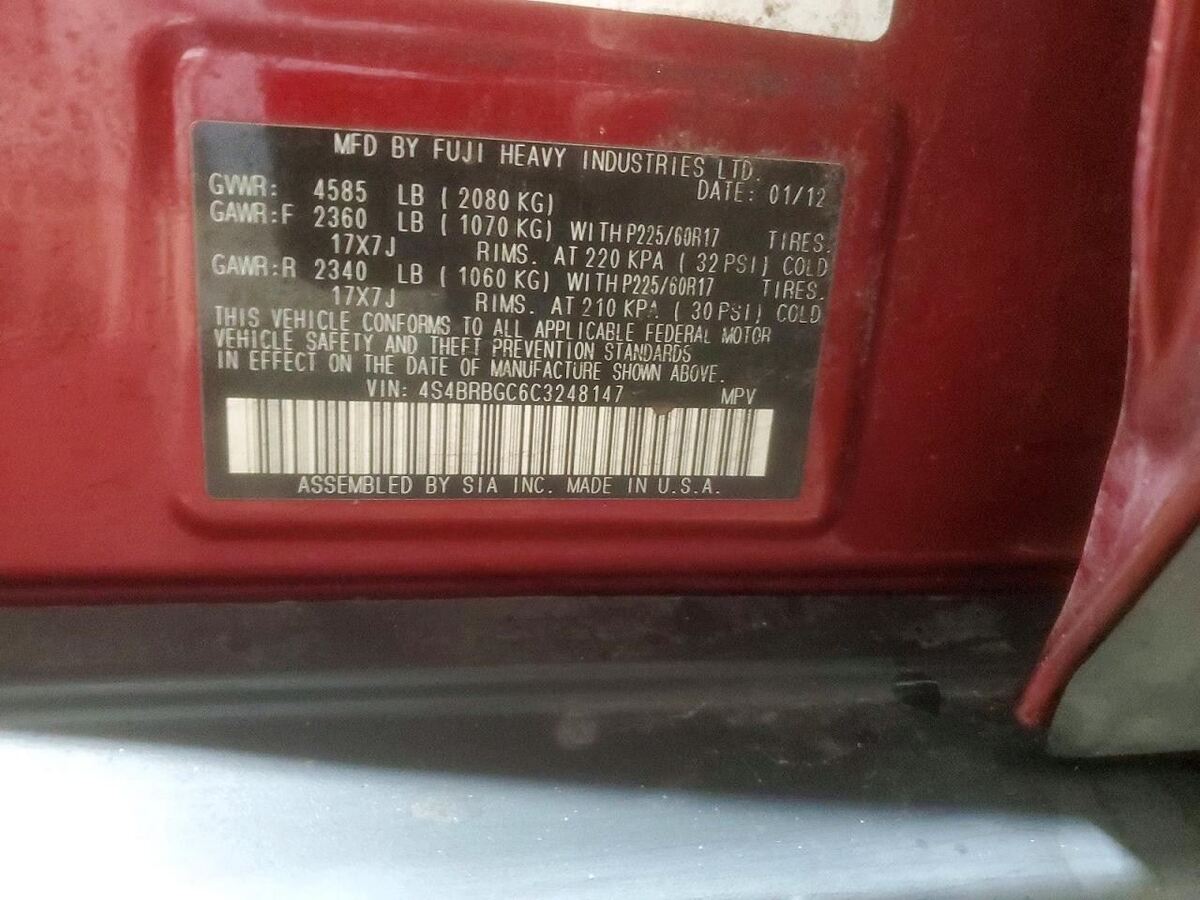 MFD BY FUJI HEAVY INDUSTRIES LTD.
DATE: 01/12
GVWR: 4585 LB ( 2080 KG)
GAWR:F 2360 LB ( 1070 KG) WITH P225/60R17 TIRES.
17X7J RIMS. AT 220 KPA ( 32 PSI) COLD
GAWR:R 2340 LB ( 1060 KG) WITH P225/60R17 TIRES.
17X7J RIMS. AT 210 KPA ( 30 PSI) COLD
THIS VEHICLE CONFORMS TO ALL APPLICABLE FEDERAL MOTOR
VEHICLE SAFETY AND THEFT PREVENTION STANDARDS
IN EFFECT ON THE DATE OF MANUFACTURE SHOWN ABOVE.
VIN: 4S4BRBGC6C3248147 MPV
ASSEMBLED BY SIA INC. MADE IN U.S.A.